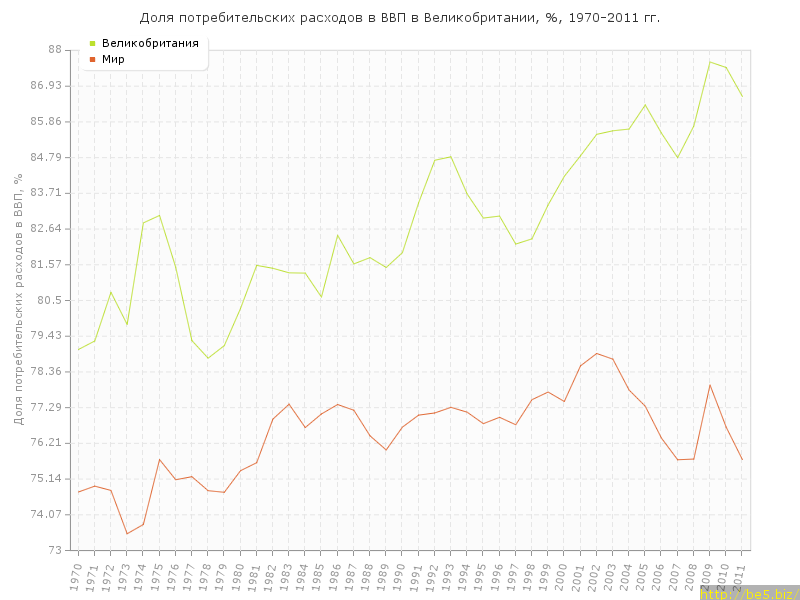 Доля потребительских расходов в ВВП в Великобритании, %, 1970-2011 гг.
Великобритания
Мир
Доля потребительских расходов в ВВП, %
88
86.93
85.86
84.79
83.71
82.64
81.57
80.5
79.43
78.36
77.29
76.21
75.14
74.07
73
1970 1971 1972 1973 1974 1975 1976 1977 1978 1979 1980 1981 1982 1983 1984 1985 1986 1987 1988 1989 1990 1991 1992 1993 1994 1995 1996 1997 1998 1999 2000 2001 2002 2003 2004 2005 2006 2007 2008 2009 2010 2011
http://be5.biz/